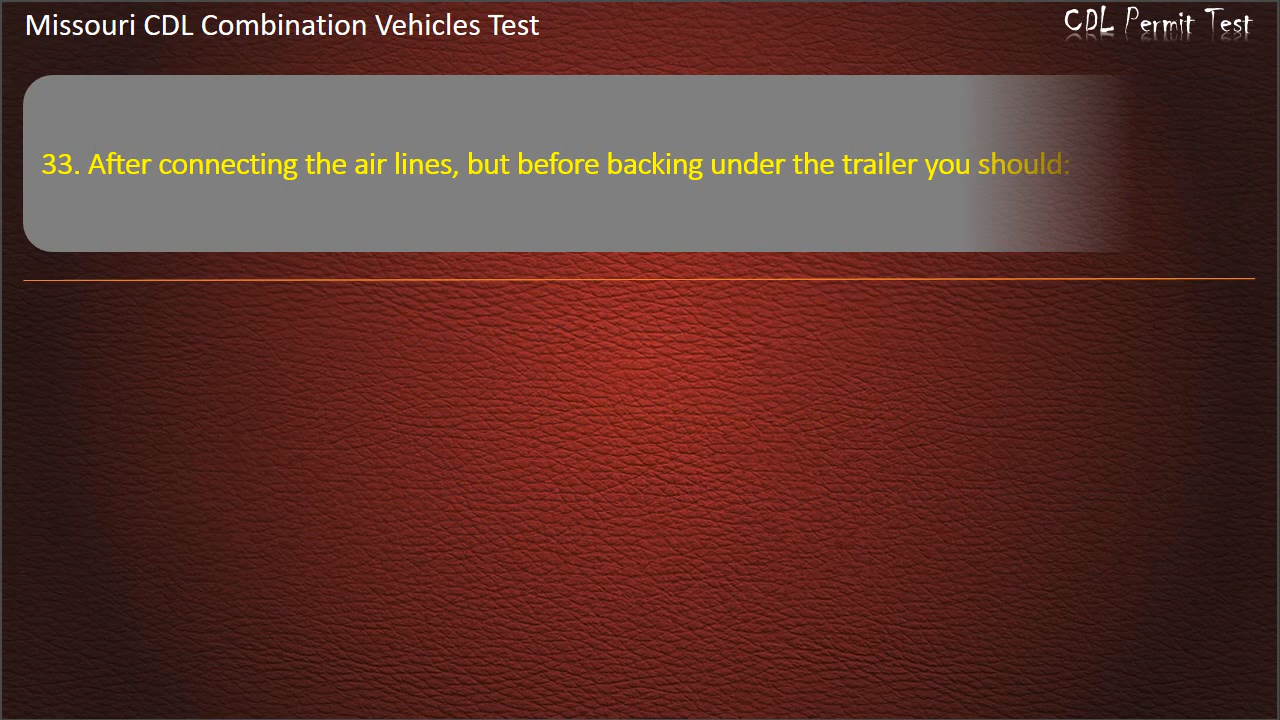 Missouri CDL Combination Vehicles Test
CDL Permit Test
33. After connecting the air lines, but before backing under the trailer you should: